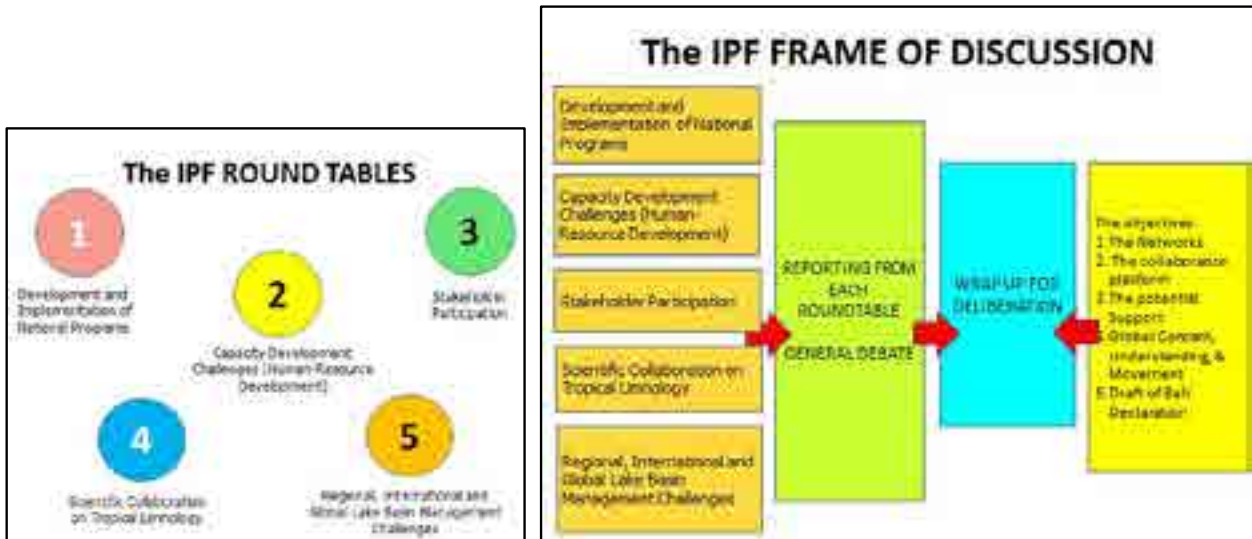 The IPF ROUND TABLES
1
Development and
Implementation of
National Programs
2
Capacity Development
Challenges (Human-Resource
Development)
3
Participation
4
Scientific Collaboration
on Tropical Limnology
5
Regional, International and
Global Lake Basin Management
Challenges
The IPF FRAME OF DISCUSSION
Development and
Implementation of National
Programs
Capacity Development
Challenges (Human-
Resource Development)
Stakeholder Participation
Scientific Collaboration on
Tropical Limnology
Regional, International and
Global Lake Basin
Management Challenges
REPORTING FROM
EACH
ROUNDTABLE
GENERAL DEBATE
WRAP UP FOR
DELIBERATION
The objectives
1. The Networks
2. The collaboration
platform
3. The potential
Support
Global Concern,
Understanding, &
Movement
5. Draft of Bali
Declaration